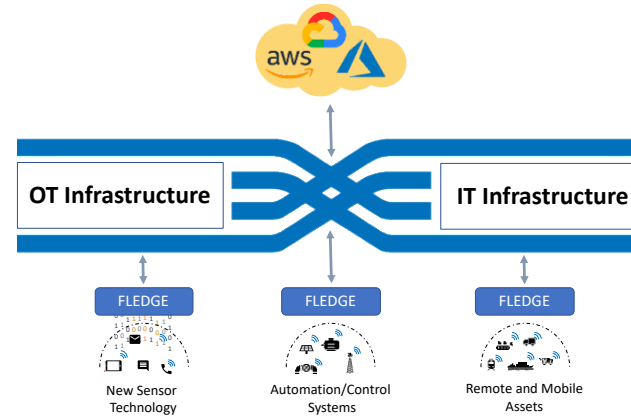 aws
OT Infrastructure
IT Infrastructure
FLEDGE
FLEDGE
FLEDGE
New Sensor
Technology
Automation/Control
Systems
Remote and Mobile
Assets